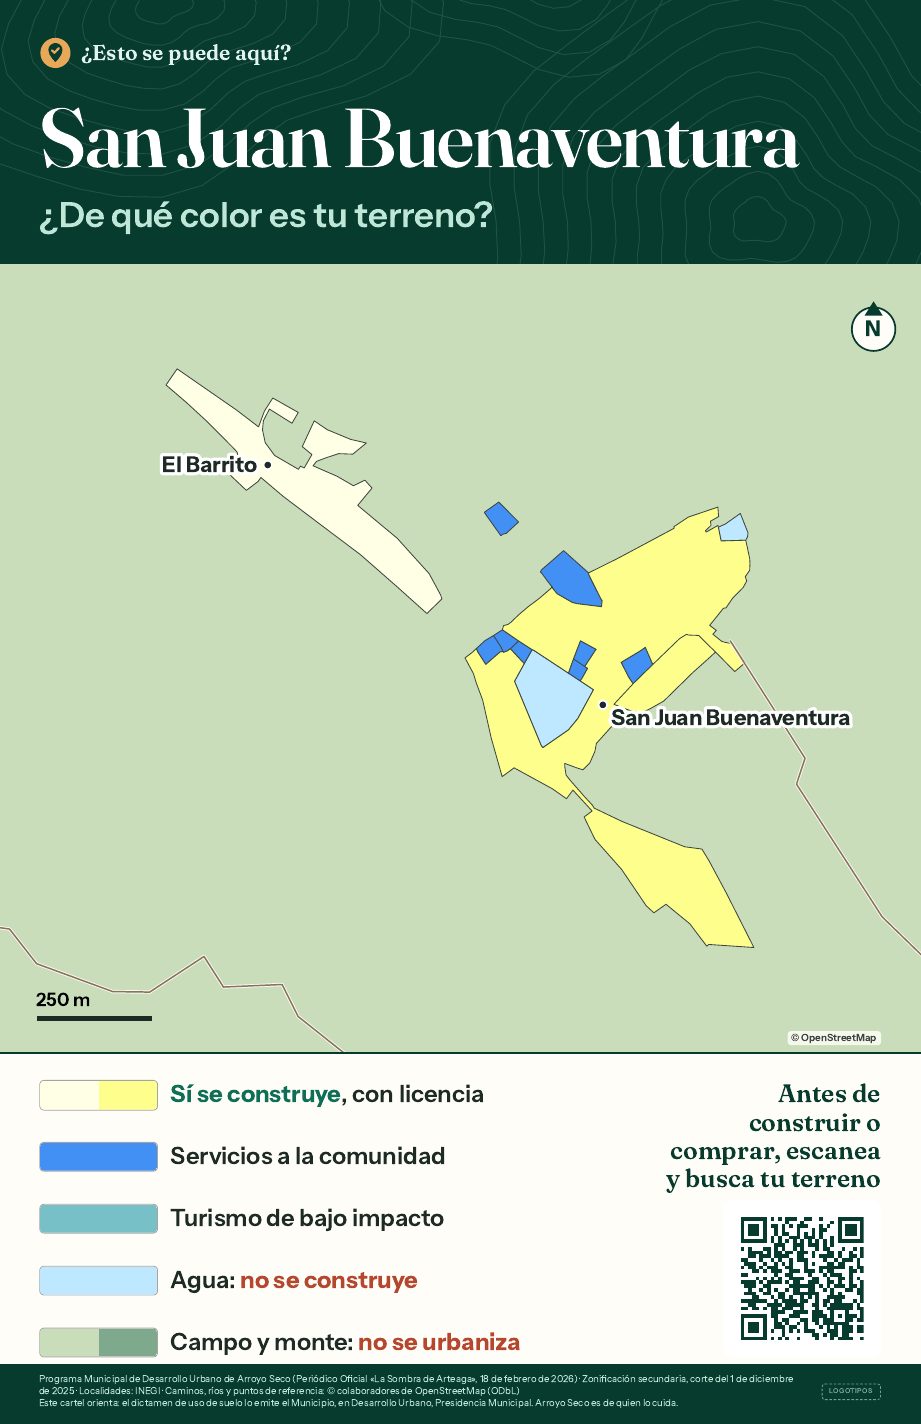 ¿Esto se puede aquí?
San Juan Buenaventura
¿De qué color es tu terreno?
N
El Barrito
San Juan Buenaventura
250 m
© OpenStreetMap
Sí se construye, con licencia
Servicios a la comunidad
Turismo de bajo impacto
Agua: no se construye
Campo y monte: no se urbaniza
Antes de
construir o
comprar, escanea
y busca tu terreno
Programa Municipal de Desarrollo Urbano de Arroyo Seco (Periódico Oficial «La Sombra de Arteaga», 18 de febrero de 2026) · Zonificación secundaria, corte del 1 de diciembre
de 2025 · Localidades: INEGI · Caminos, ríos y puntos de referencia: © colaboradores de OpenStreetMap (ODbL)
Este cartel orienta: el dictamen de uso de suelo lo emite el Municipio, en Desarrollo Urbano, Presidencia Municipal. Arroyo Seco es de quien lo cuida.
LOGOTIPOS